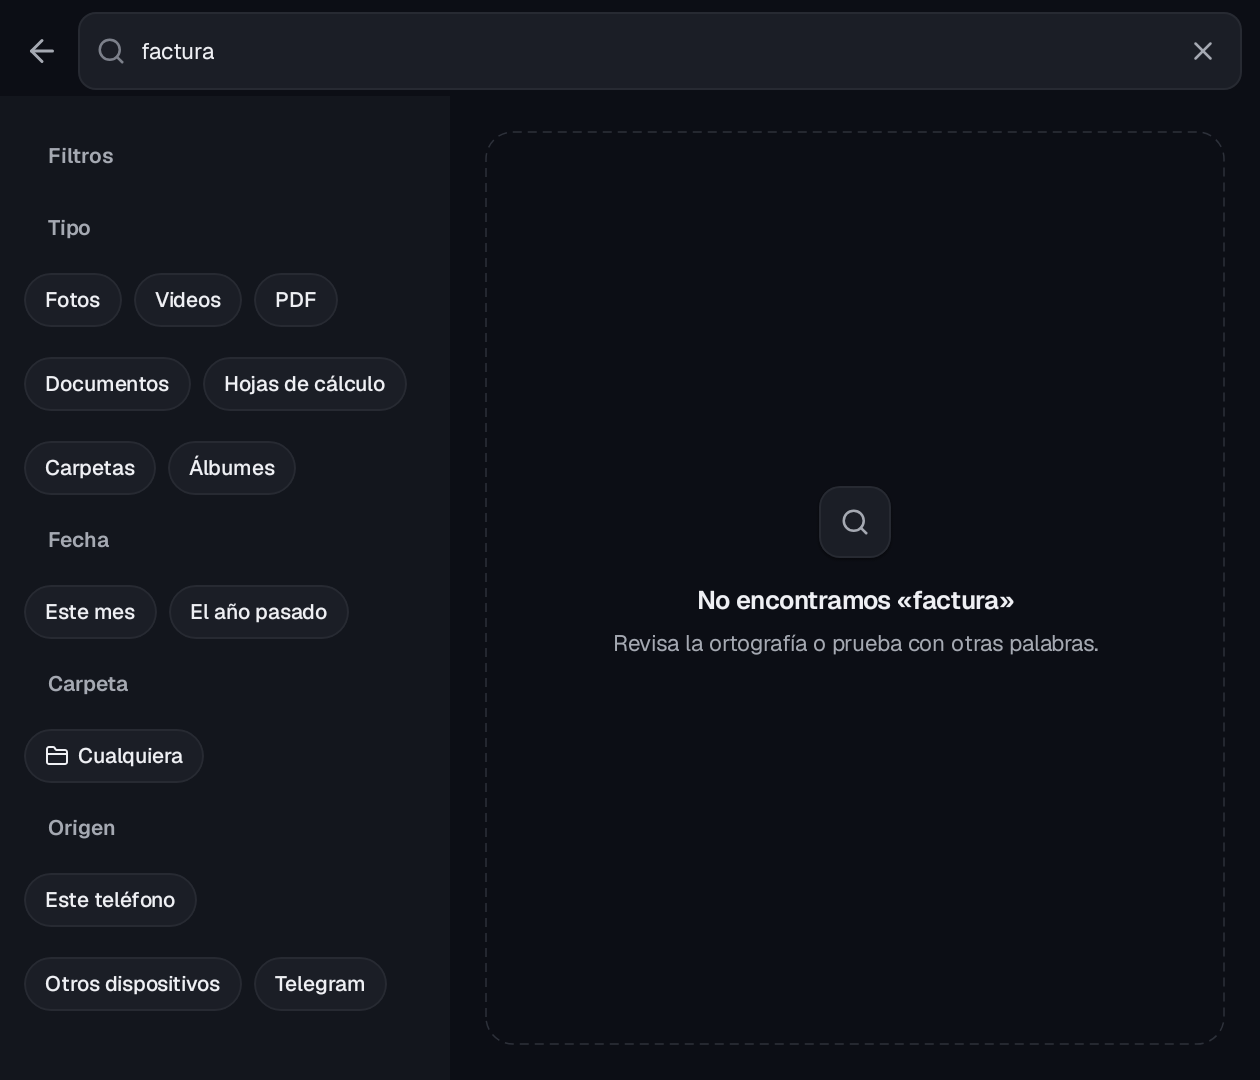 factura
Filtros
Tipo
Fotos Videos PDF
Documentos Hojas de cálculo
Carpetas Álbumes
Fecha
Este mes El año pasado
Carpeta
Cualquiera
Origen
Este teléfono
Otros dispositivos Telegram
No encontramos «factura»
Revisa la ortografía o prueba con otras palabras.